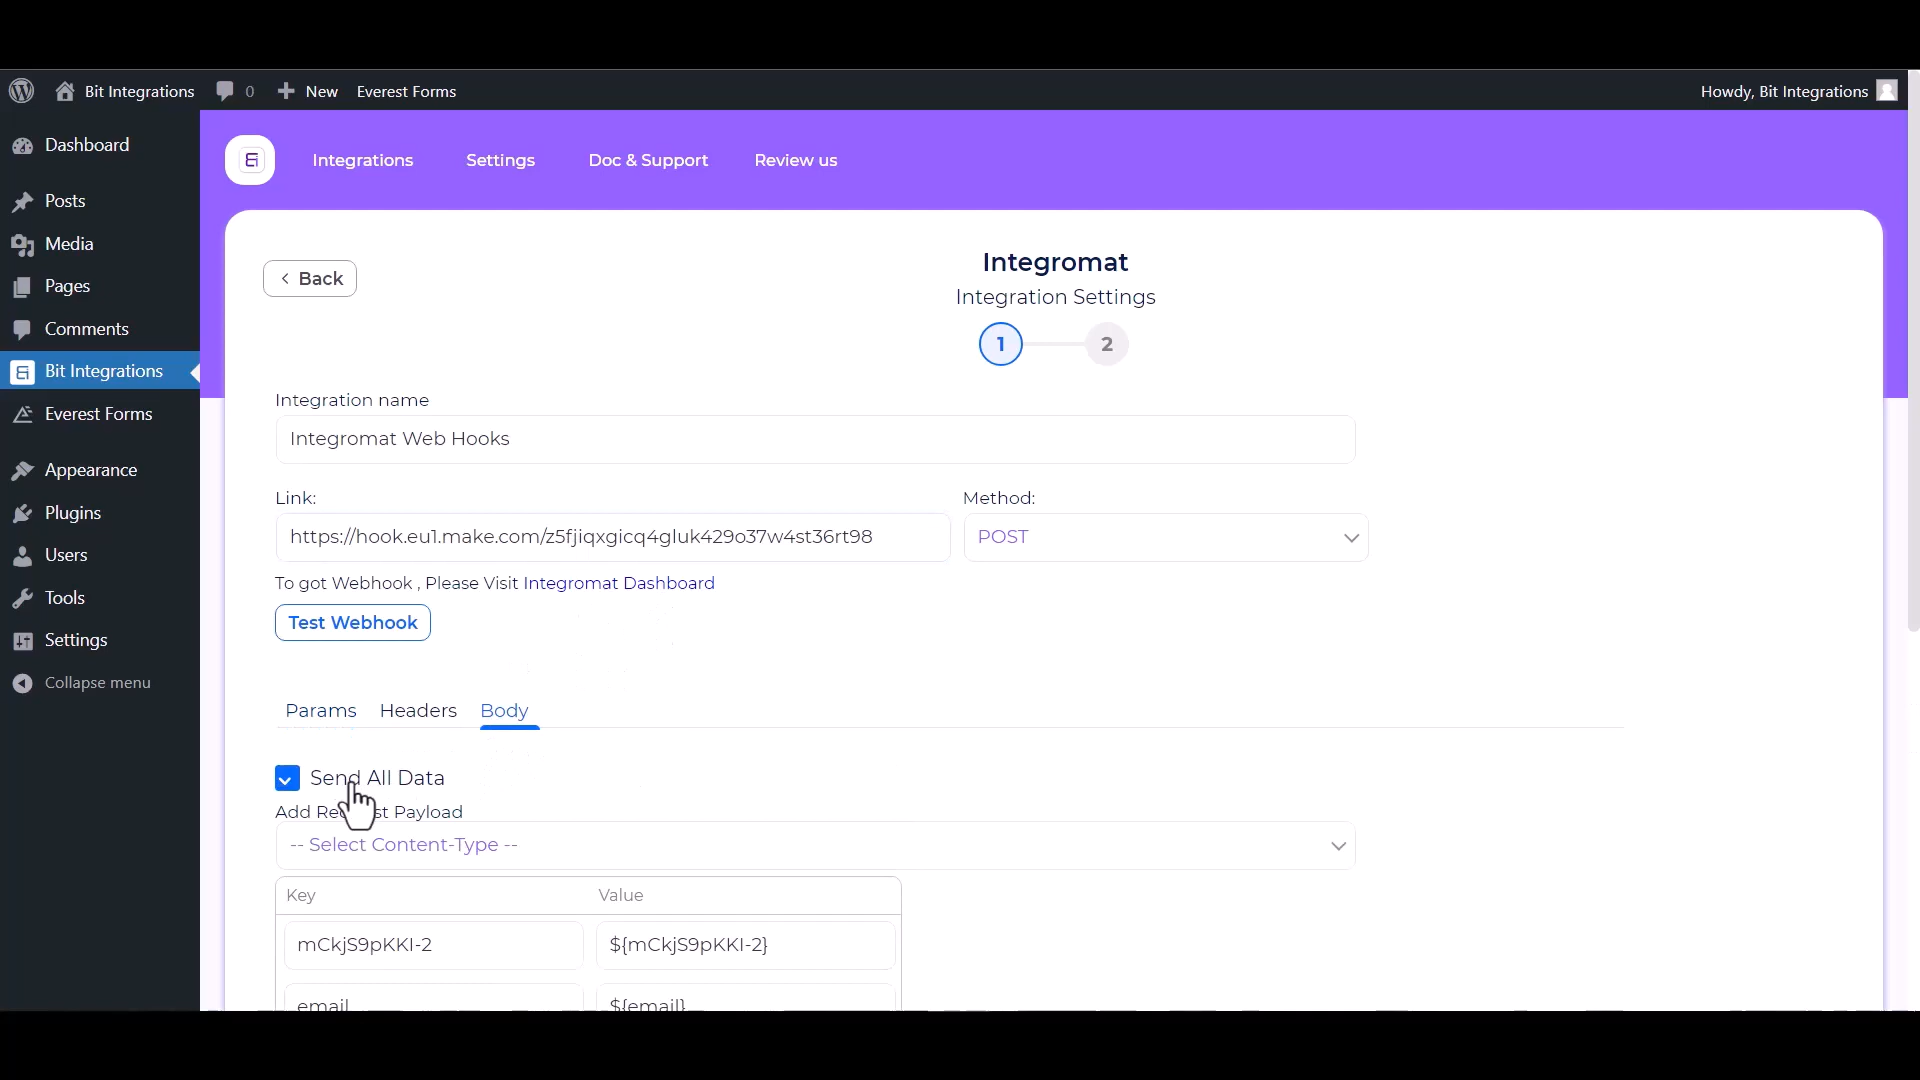 Bit Integrations 0 New Everest Forms Howdy, Bit Integrations
Dashboard
Posts
Media
Pages
Comments
Bit Integrations
Everest Forms
Appearance
Plugins
Users
Tools
Settings
Collapse menu
Integrations Settings Doc & Support Review us
Back
Integromat
Integration Settings
1 2
Integration name
Integromat Web Hooks
Link: Method:
https://hook.eu1.make.com/z5fjiqxgicq4gluk429o37w4st36rt98 POST
To got Webhook , Please Visit Integromat Dashboard
Test Webhook
Params Headers Body
Send All Data
Add Request Payload
-- Select Content-Type --
Key Value
mCkjS9pKKI-2 ${mCkjS9pKKI-2}
email ${email}